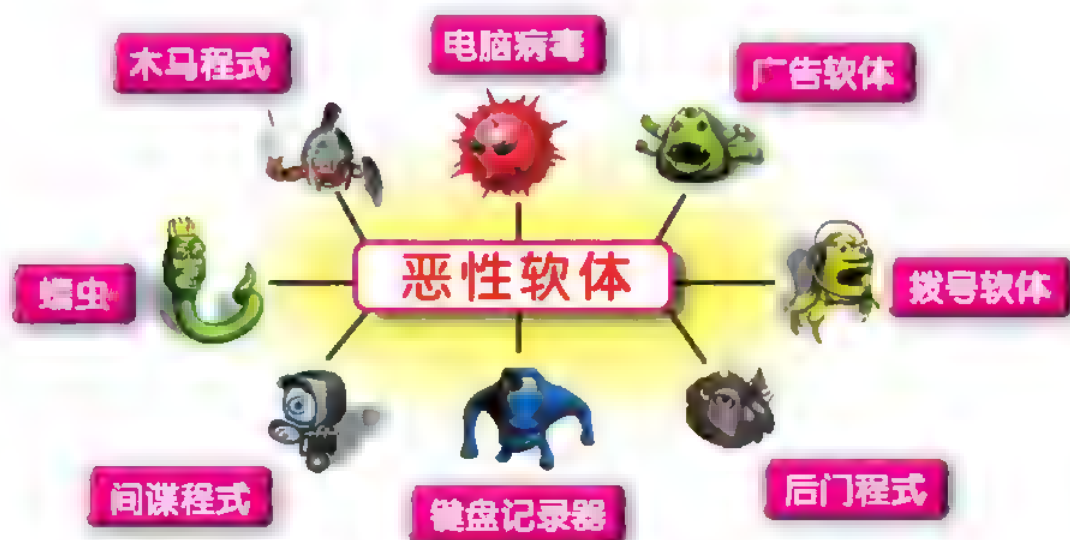 电脑病毒
木马程式
广告软体
恶性软体
蠕虫
拨号软体
间谍程式
后门程式
键盘记录器